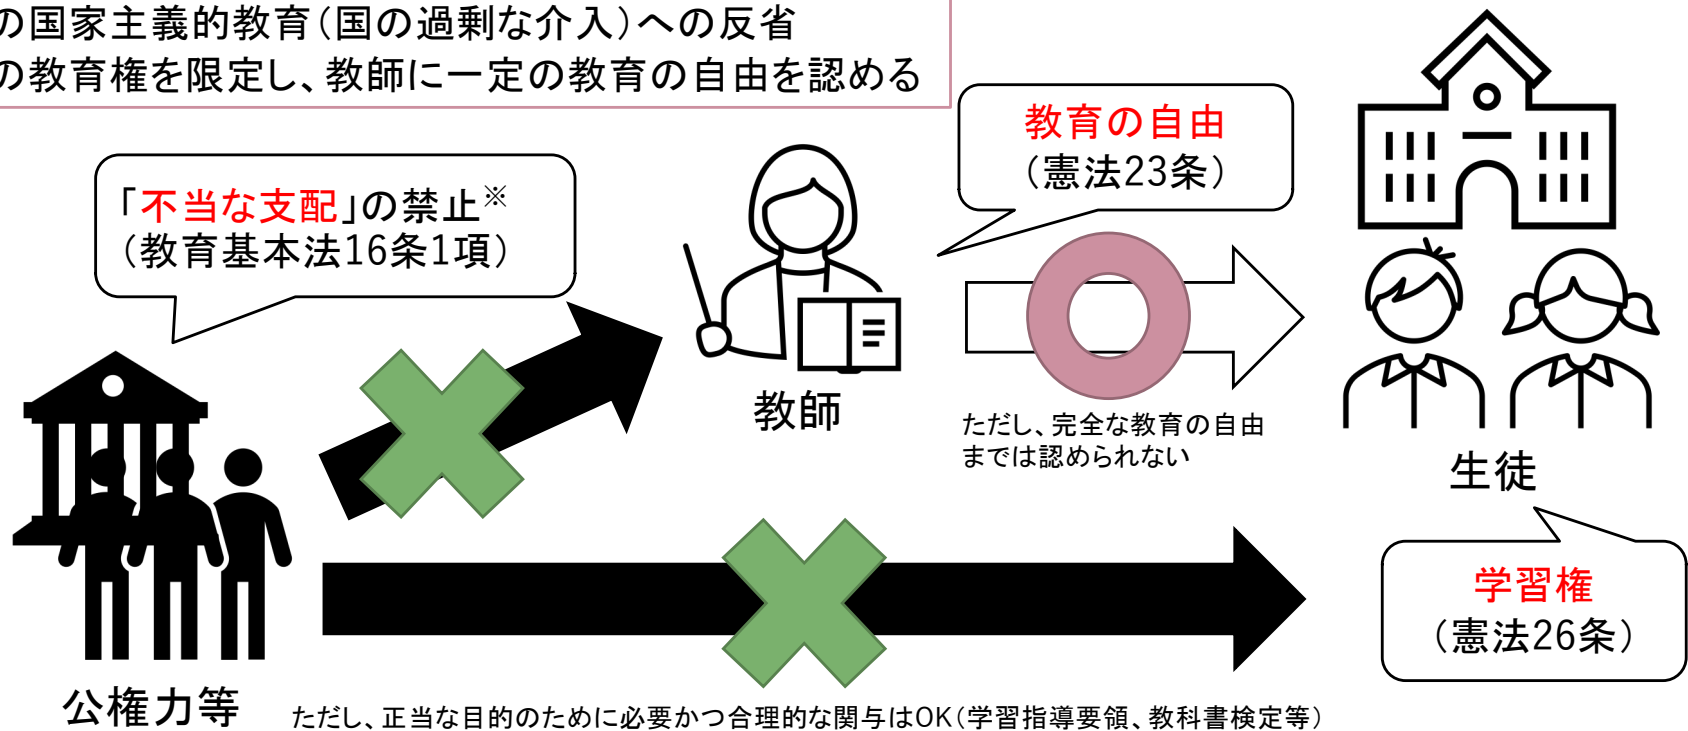 の国家主義的教育（国の過剰な介入）への反省
の教育権を限定し、教師に一定の教育の自由を認める
教育の自由
（憲法23条）
「不当な支配」の禁止※
（教育基本法16条1項）
教師
ただし、完全な教育の自由
までは認められない
生徒
学習権
（憲法26条）
公権力等
ただし、正当な目的のために必要かつ合理的な関与はOK（学習指導要領、教科書検定等）